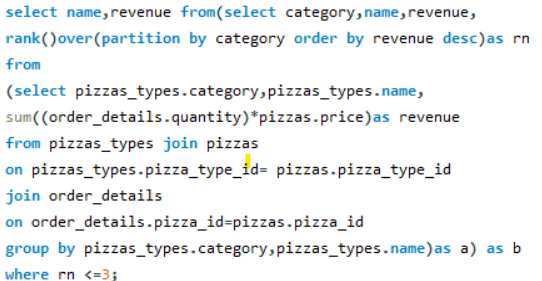 select name,revenue from(select category,name,revenue,
rank()over(partition by category order by revenue desc)as rn
from
(select pizzas_types.category,pizzas_types.name,
sum((order_details.quantity)*pizzas.price)as revenue
from pizzas_types join pizzas
on pizzas_types.pizza_type_id= pizzas.pizza_type_id
join order_details
on order_details.pizza_id=pizzas.pizza_id
group by pizzas_types.category,pizzas_types.name)as a) as b
where rn <=3;